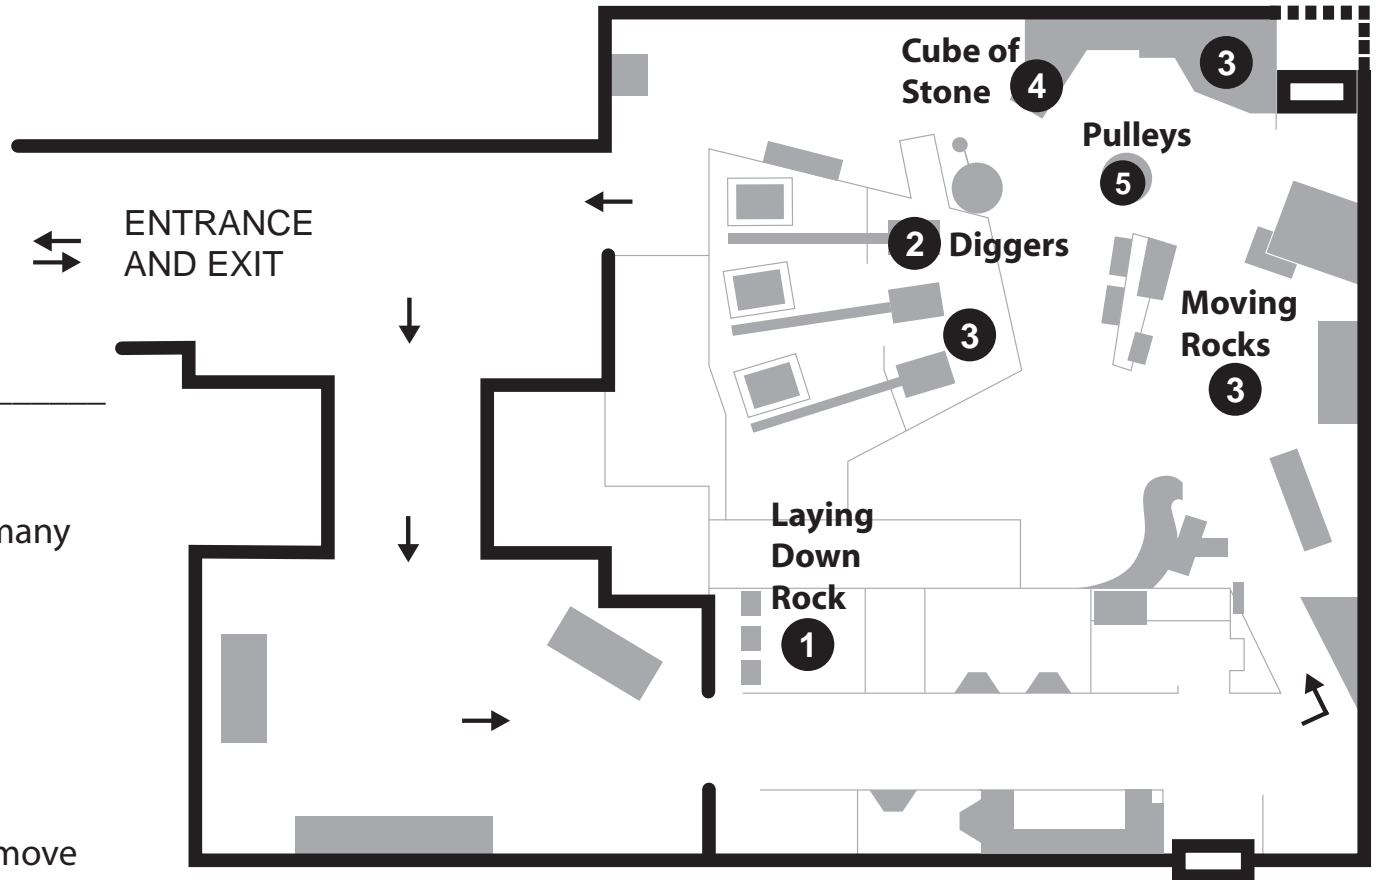 Cube of
Stone
4
3
Pulleys
5
ENTRANCE
AND EXIT
2 Diggers
3
Moving
Rocks
3
many
Laying
Down
Rock
1
move